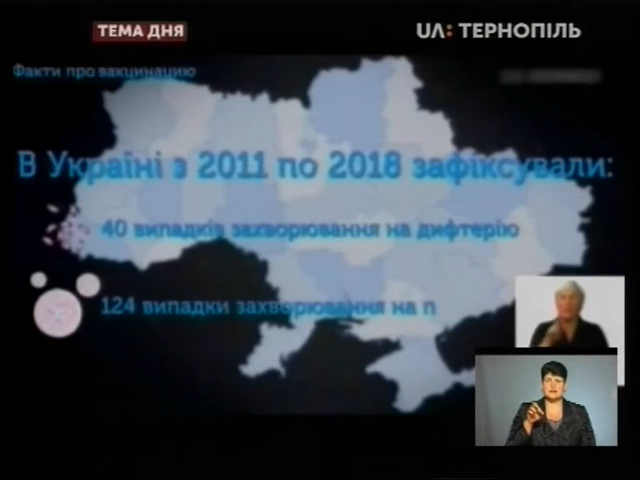 ТЕМА ДНЯ
UA: ТЕРНОПІЛЬ
Факти про вакцинацию
В Україні з 2011 по 2018 зафіксували:
40 випадків захворювання на дифтерію
124 випадки захворювання на п